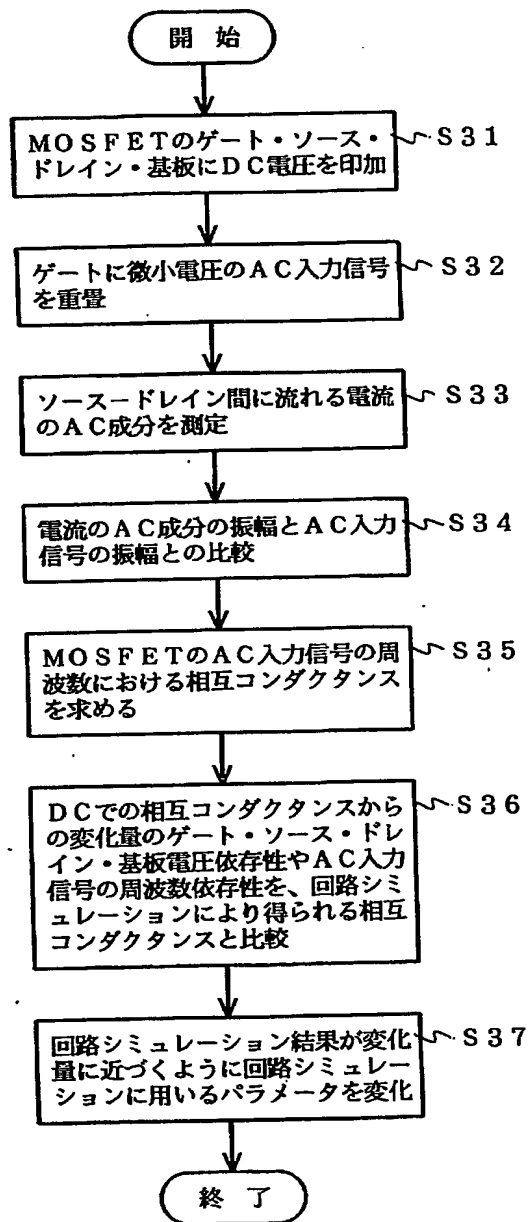 開 始
MOSFETのゲート・ソース・
ドレイン・基板にDC電圧を印加
S31
ゲートに微小電圧のAC入力信号
を重畳
S32
ソース－ドレイン間に流れる電流
のAC成分を測定
S33
電流のAC成分の振幅とAC入力
信号の振幅との比較
S34
MOSFETのAC入力信号の周
波数における相互コンダクタンス
を求める
S35
DCでの相互コンダクタンスから
の変化量のゲート・ソース・ドレ
イン・基板電圧依存性やAC入力
信号の周波数依存性を、回路シミ
ュレーションにより得られる相互
コンダクタンスと比較
S36
回路シミュレーション結果が変化
量に近づくように回路シミュレー
ションに用いるパラメータを変化
S37
終 了